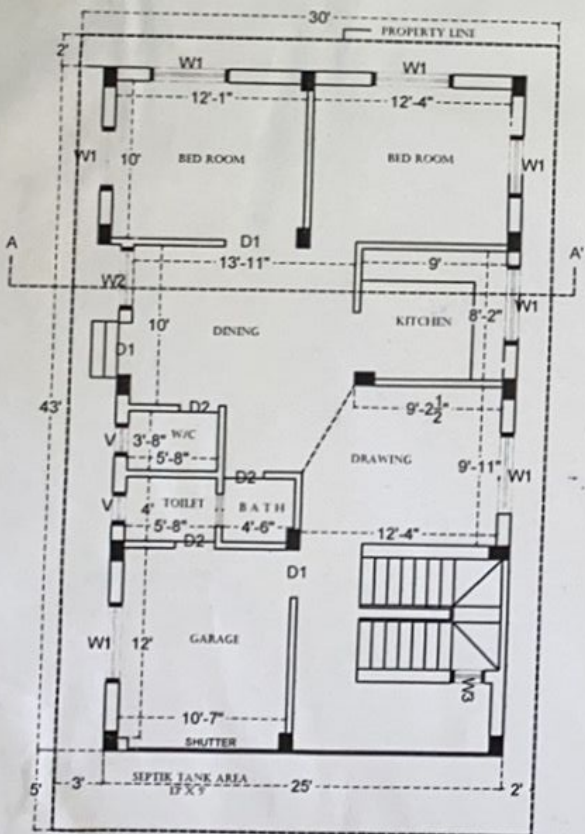 30'
PROPERTY LINE
2'
W1
W1
12'-1"
12'-4"
W1
10'
BED ROOM
BED ROOM
W1
A
D1
A'
13'-11"
9'
W2
W1
10'
DINING
KITCHEN
8'-2"
D1
43'
D2
9'-2 1/2"
V
3'-8"
W/C
5'-8"
D2
DRAWING
9'-11"
W1
V
4'
TOILET
BATH
5'-8"
4'-6"
12'-4"
D2
D1
W1
12'
GARAGE
W3
10'-7"
SHUTTER
5'
3'
SEPTIK TANK AREA
25'
2'